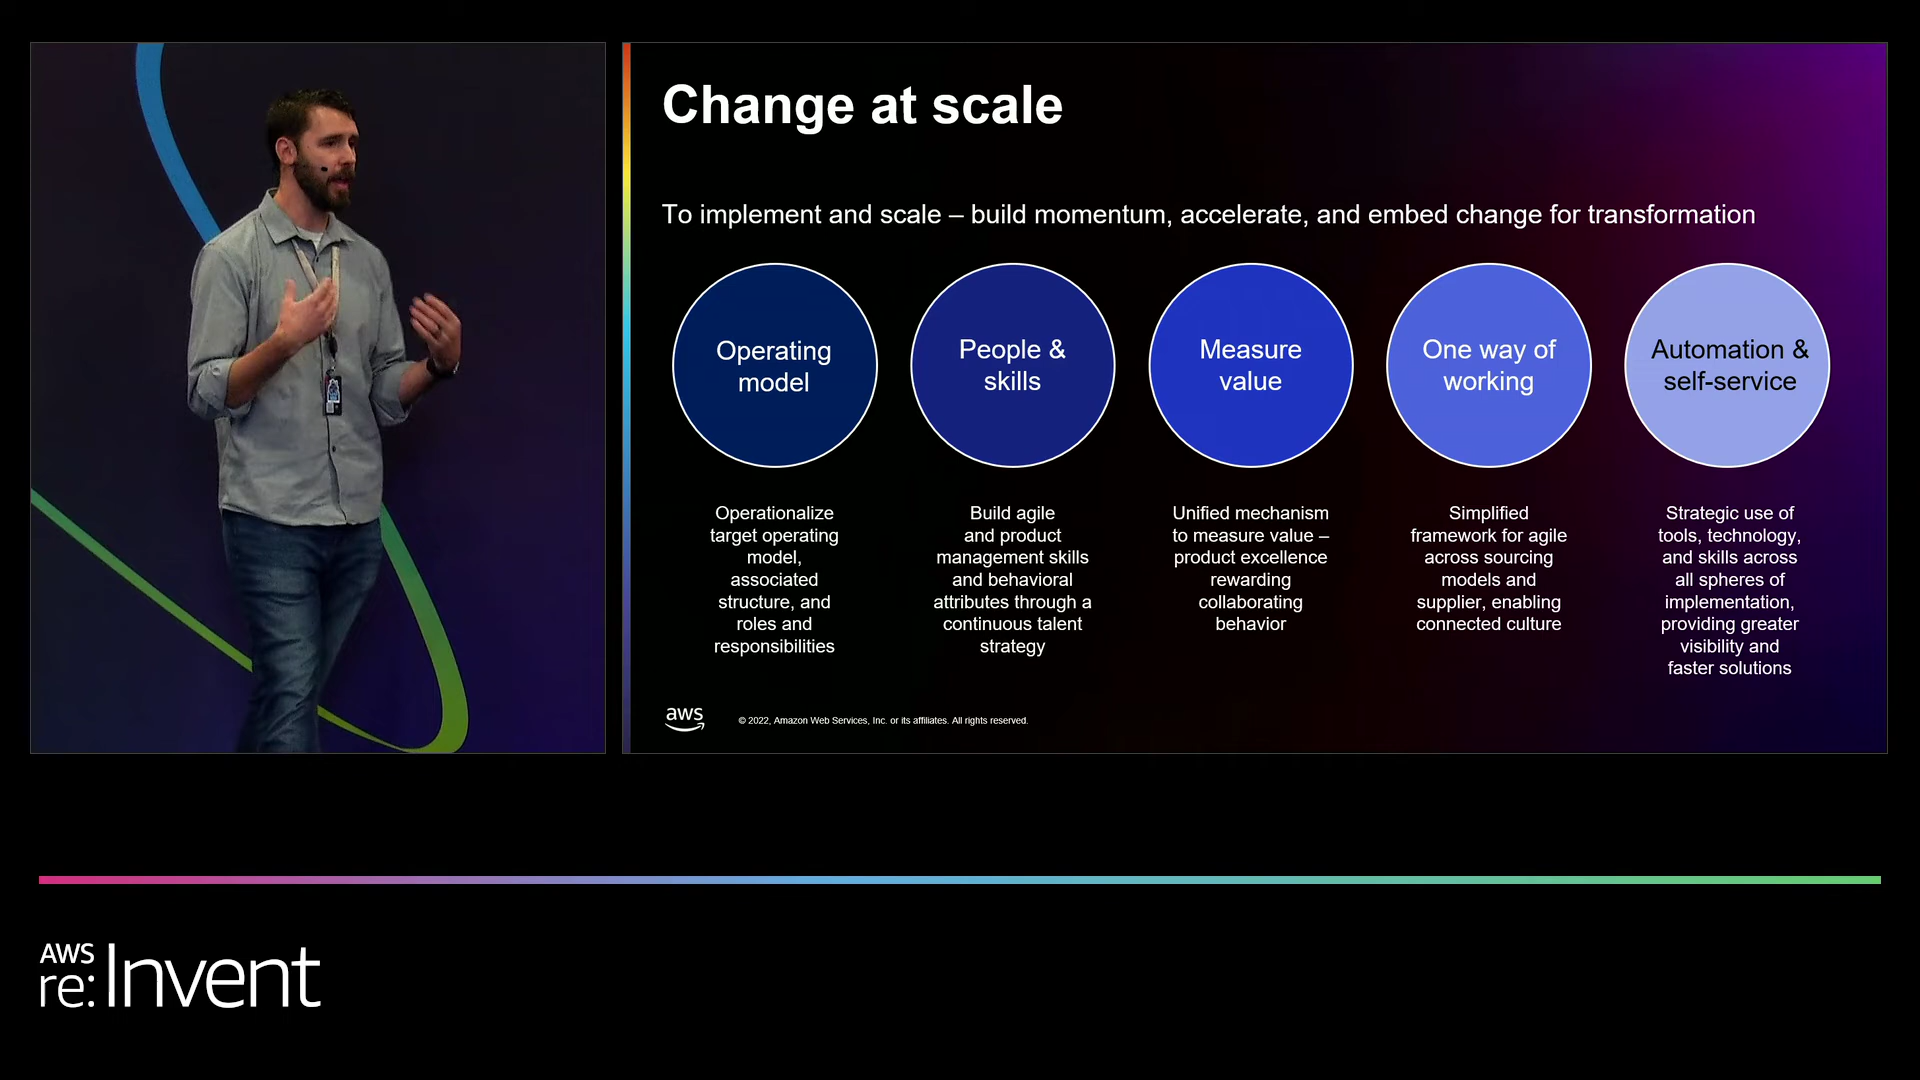 Change at scale
To implement and scale – build momentum, accelerate, and embed change for transformation
Operating
model
People &
skills
Measure
value
One way of
working
Automation &
self-service
Operationalize
target operating
model,
associated
structure, and
roles and
responsibilities
Build agile
and product
management skills
and behavioral
attributes through a
continuous talent
strategy
Unified mechanism
to measure value –
product excellence
rewarding
collaborating
behavior
Simplified
framework for agile
across sourcing
models and
supplier, enabling
connected culture
Strategic use of
tools, technology,
and skills across
all spheres of
implementation,
providing greater
visibility and
faster solutions
aws
© 2022, Amazon Web Services, Inc. or its affiliates. All rights reserved.
AWS
re:Invent